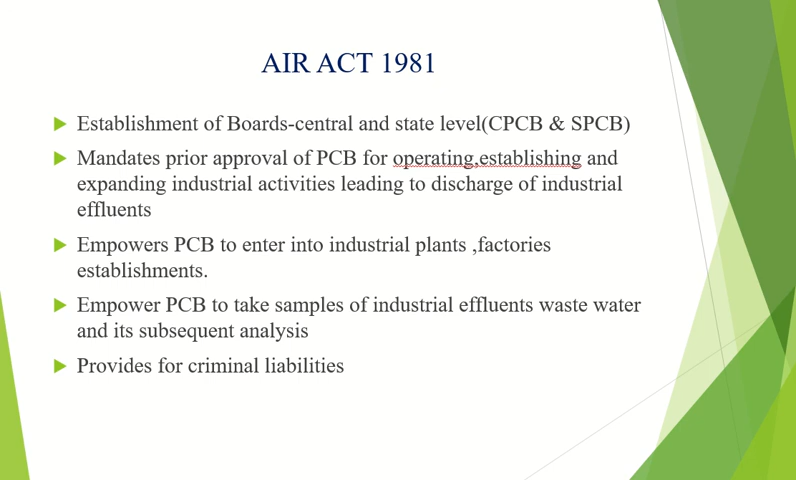 AIR ACT 1981
Establishment of Boards-central and state level(CPCB & SPCB)
Mandates prior approval of PCB for operating,establishing and
expanding industrial activities leading to discharge of industrial
effluents
Empowers PCB to enter into industrial plants ,factories
establishments.
Empower PCB to take samples of industrial effluents waste water
and its subsequent analysis
Provides for criminal liabilities